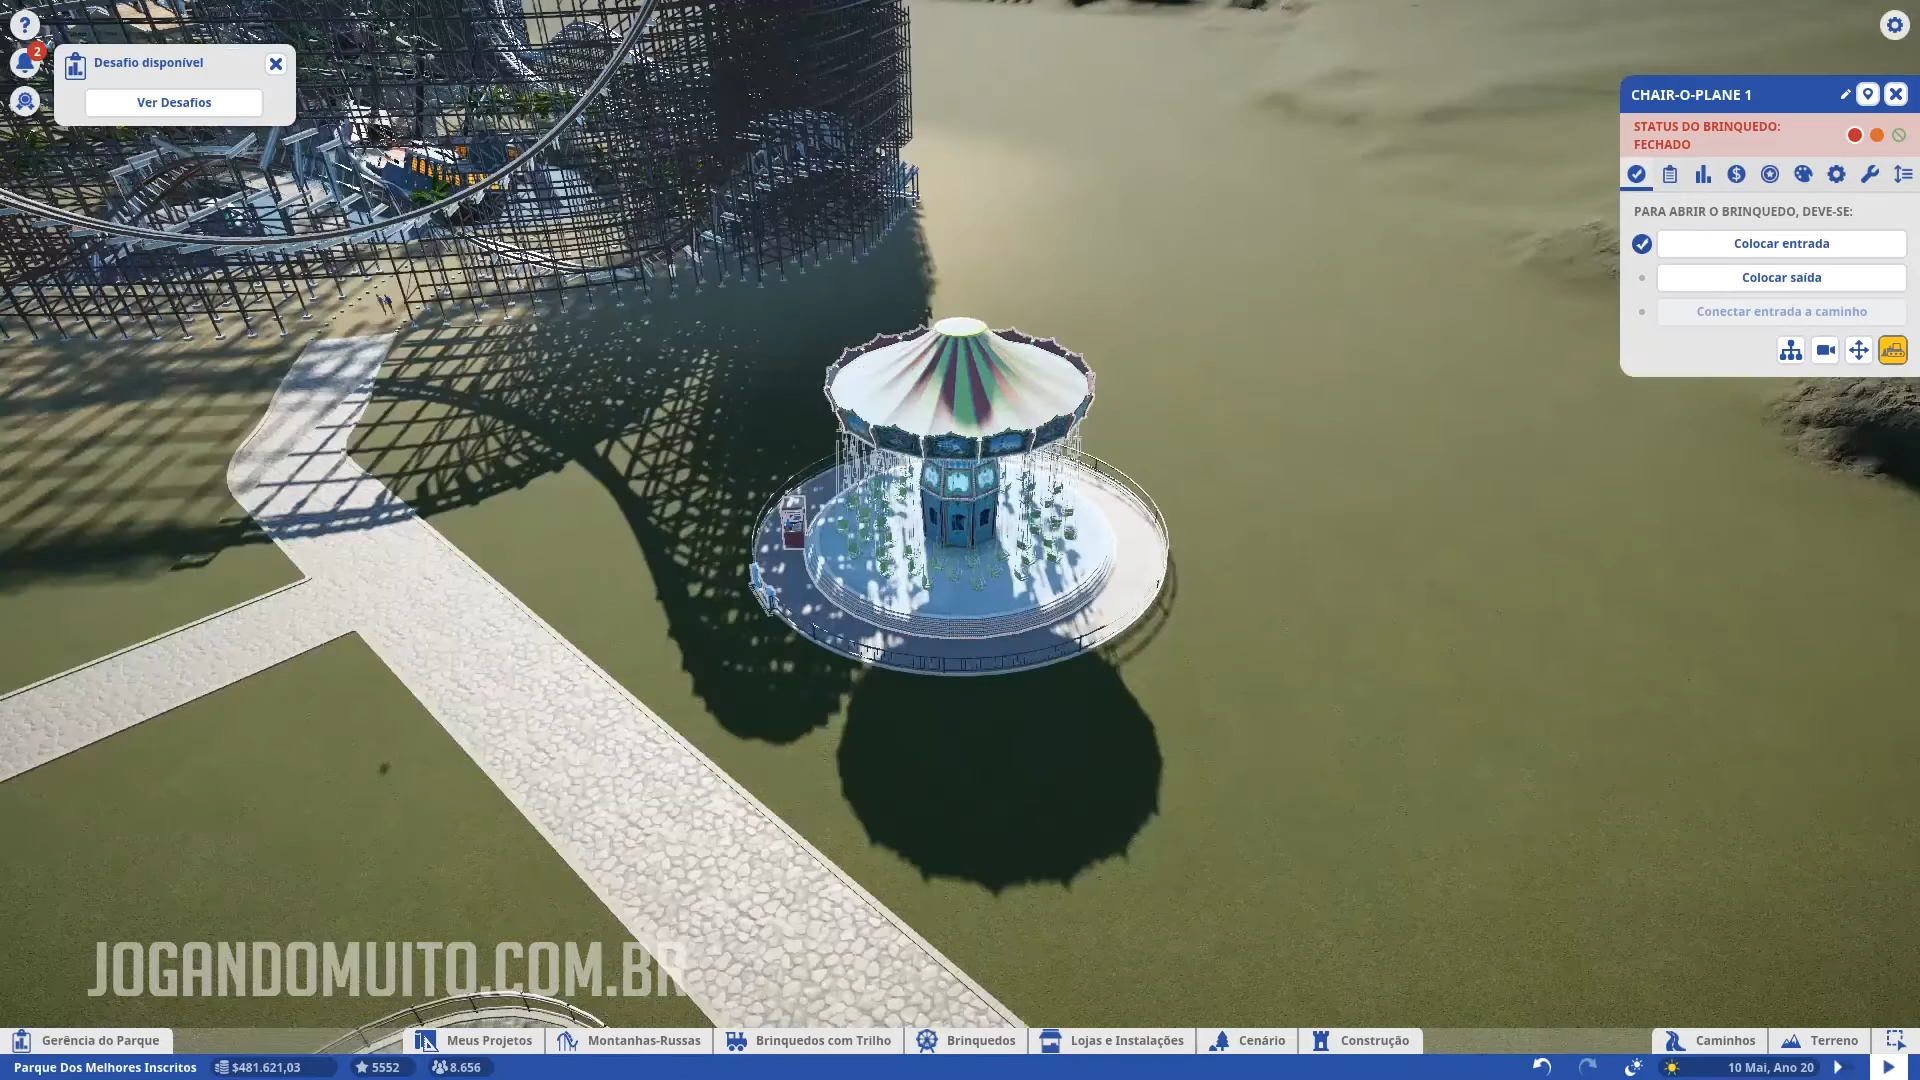 ?
2
Desafio disponível
Ver Desafios
CHAIR-O-PLANE 1
STATUS DO BRINQUEDO:
FECHADO
PARA ABRIR O BRINQUEDO, DEVE-SE:
Colocar entrada
Colocar saída
Conectar entrada a caminho
JOGANDOMUITO.COM.BR
Gerência do Parque
Meus Projetos
Montanhas-Russas
Brinquedos com Trilho
Brinquedos
Lojas e Instalações
Cenário
Construção
Caminhos
Terreno
Parque Dos Melhores Inscritos
$481.621,03
5552
8.656
10 Mai, Ano 20